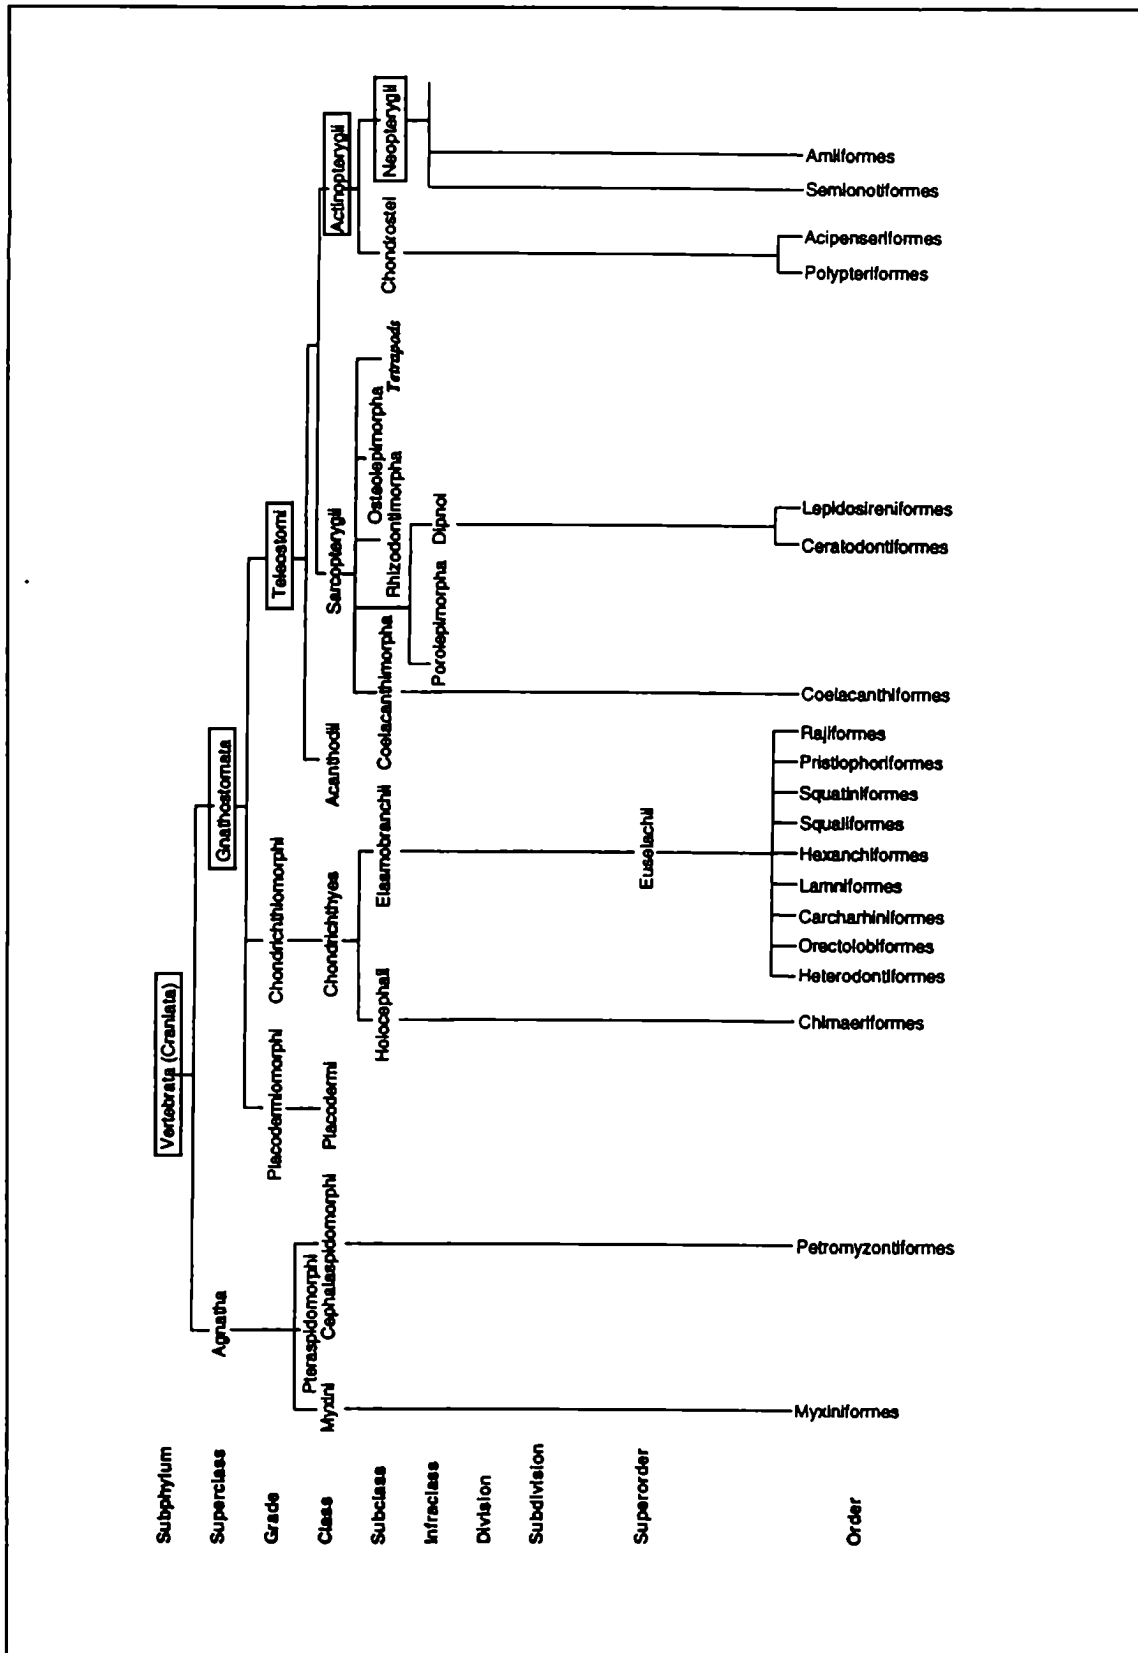 Subphylum
Vertebrata (Craniata)
Superclass
Agnatha
Gnathostomata
Grade
Placodermiomorphi
Chondrichthiomorphi
Teleostomi
Class
Myxini
Pteraspidomorphi
Cephalaspidomorphi
Placodermi
Chondrichthyes
Acanthodii
Sarcopterygii
Actinopterygii
Subclass
Holocephali
Elasmobranchii
Coelacanthimorpha
Rhizodontimorpha
Osteolepimorpha
Tetrapods
Chondrostei
Neopterygii
Infraclass
Porolepimorpha
Dipnoi
Division
Subdivision
Superorder
Euselachii
Order
Myxiniformes
Petromyzontiformes
Chimaeriformes
Heterodontiformes
Orectolobiformes
Carcharhiniformes
Lamniformes
Hexanchiformes
Squaliformes
Squatiniformes
Pristiophoriformes
Rajiformes
Coelacanthiformes
Ceratodontiformes
Lepidosireniformes
Polypteriformes
Acipenseriformes
Semionotiformes
Amiiformes